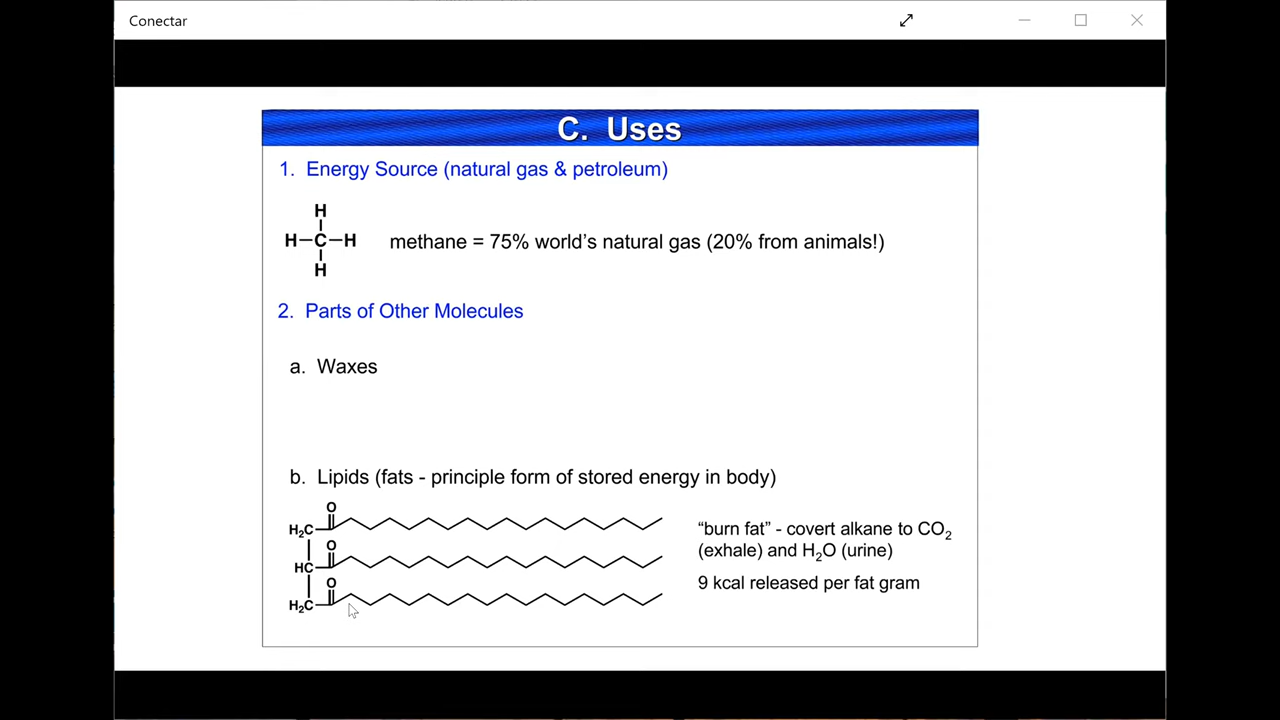 Conectar
C. Uses
1. Energy Source (natural gas & petroleum)
H
H–C–H
H
methane = 75% world's natural gas (20% from animals!)
2. Parts of Other Molecules
a. Waxes
b. Lipids (fats - principle form of stored energy in body)
O
H₂C
O
HC
O
H₂C
"burn fat" - covert alkane to CO₂
(exhale) and H₂O (urine)
9 kcal released per fat gram